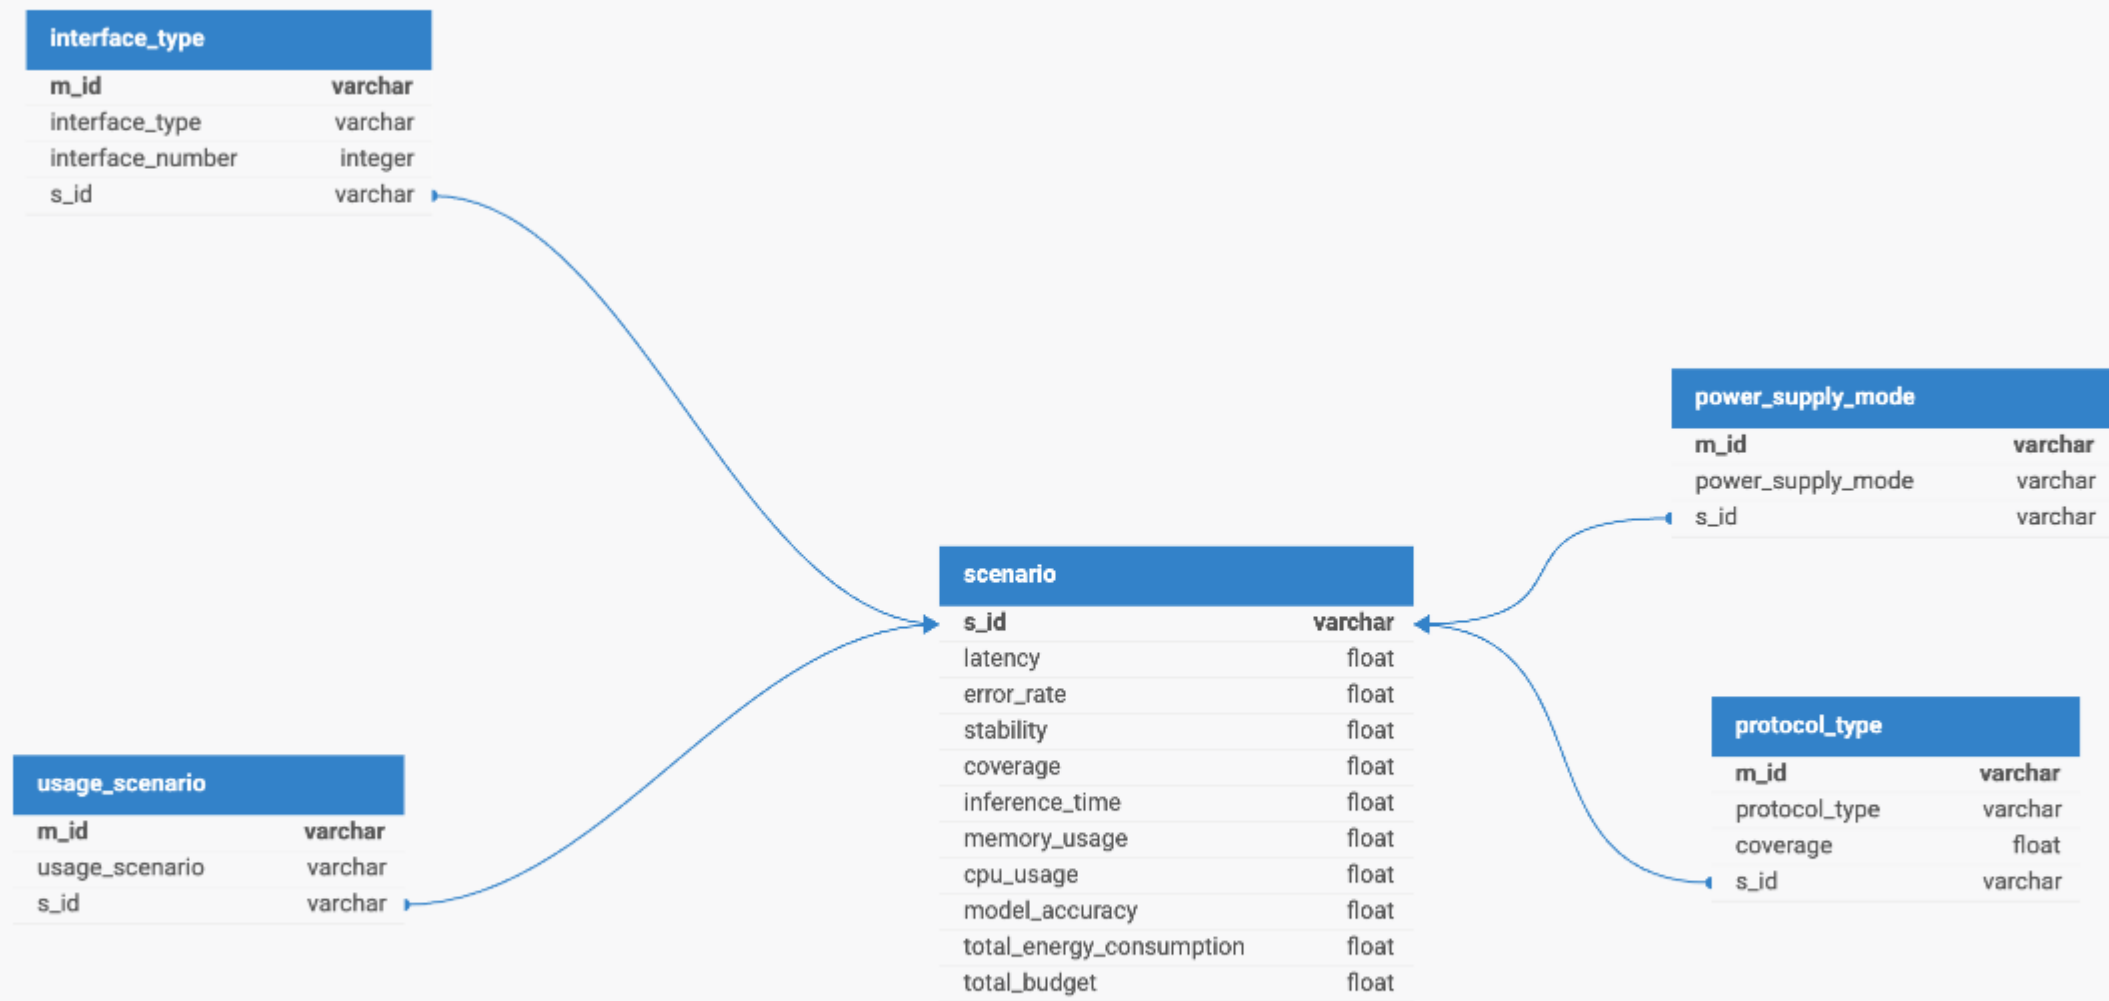 interface_type
m_id varchar
interface_type varchar
interface_number integer
s_id varchar
power_supply_mode
m_id varchar
power_supply_mode varchar
s_id varchar
scenario
s_id varchar
latency float
error_rate float
stability float
coverage float
inference_time float
memory_usage float
cpu_usage float
model_accuracy float
total_energy_consumption float
total_budget float
protocol_type
m_id varchar
protocol_type varchar
coverage float
s_id varchar
usage_scenario
m_id varchar
usage_scenario varchar
s_id varchar